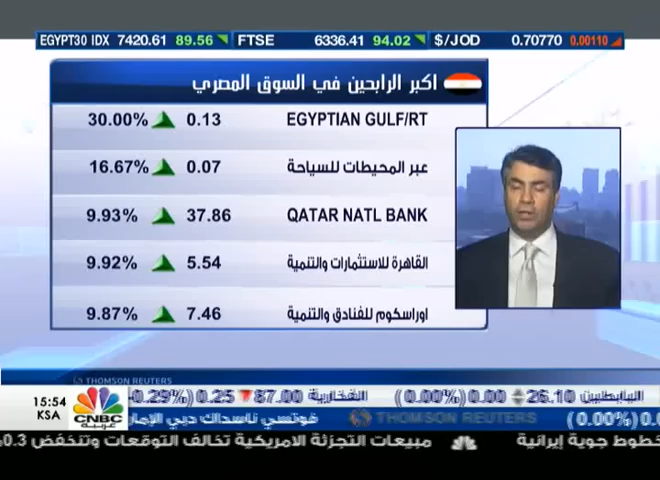 EGYPT30 IDX 7420.61 89.56 FTSE 6336.41 94.02 $/JOD 0.70770 0.00110
اكبر الرابحين في السوق المصري
EGYPTIAN GULF/RT 0.13 30.00%
عبر المحيطات للسياحة 0.07 16.67%
QATAR NATL BANK 37.86 9.93%
القاهرة للاستثمارات والتنمية 5.54 9.92%
اوراسكوم للفنادق والتنمية 7.46 9.87%
THOMSON REUTERS
البابطين 26.10 0.00 (0.00%) الفخارية 87.00 0.25 -0.29%)
(0.00%) THOMSON REUTERS فوتسي ناسداك دبي الإمار
خطوط جوية إيرانية مبيعات التجزئة الامريكية تخالف التوقعات وتنخفض 0.3
15:54
KSA
CNBC
عربية